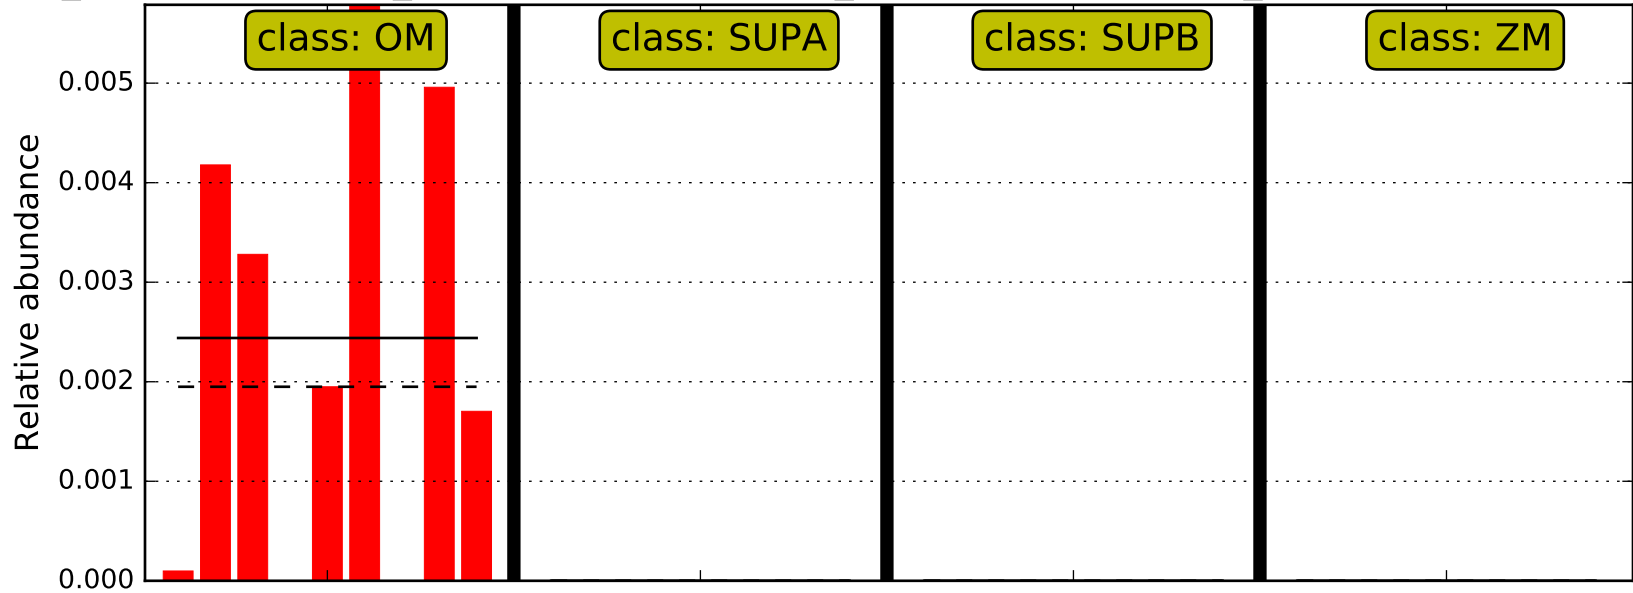 class: OM
class: SUPA
class: SUPB
class: ZM
Relative abundance
0.005
0.004
0.003
0.002
0.001
0.000